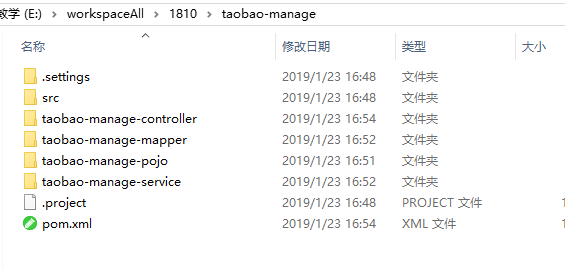 教学 (E:) > workspaceAll > 1810 > taobao-manage
名称 修改日期 类型 大小
.settings 2019/1/23 16:48 文件夹
src 2019/1/23 16:48 文件夹
taobao-manage-controller 2019/1/23 16:54 文件夹
taobao-manage-mapper 2019/1/23 16:52 文件夹
taobao-manage-pojo 2019/1/23 16:51 文件夹
taobao-manage-service 2019/1/23 16:52 文件夹
.project 2019/1/23 16:48 PROJECT 文件
pom.xml 2019/1/23 16:54 XML 文件